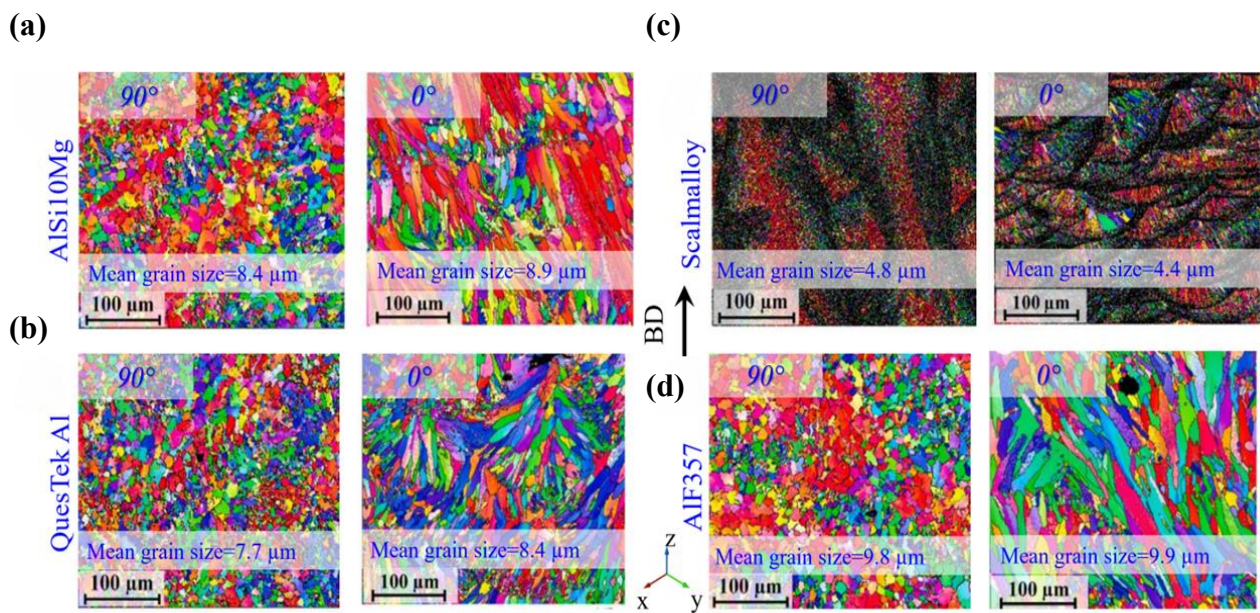 (a)
AlSi10Mg
90°
Mean grain size=8.4 µm
100 µm
0°
Mean grain size=8.9 µm
100 µm
(c)
Scalmalloy
90°
Mean grain size=4.8 µm
100 µm
0°
Mean grain size=4.4 µm
100 µm
(b)
QuesTek Al
90°
Mean grain size=7.7 µm
100 µm
0°
Mean grain size=8.4 µm
100 µm
BD
z
x
y
(d)
AlF357
90°
Mean grain size=9.8 µm
100 µm
0°
Mean grain size=9.9 µm
100 µm